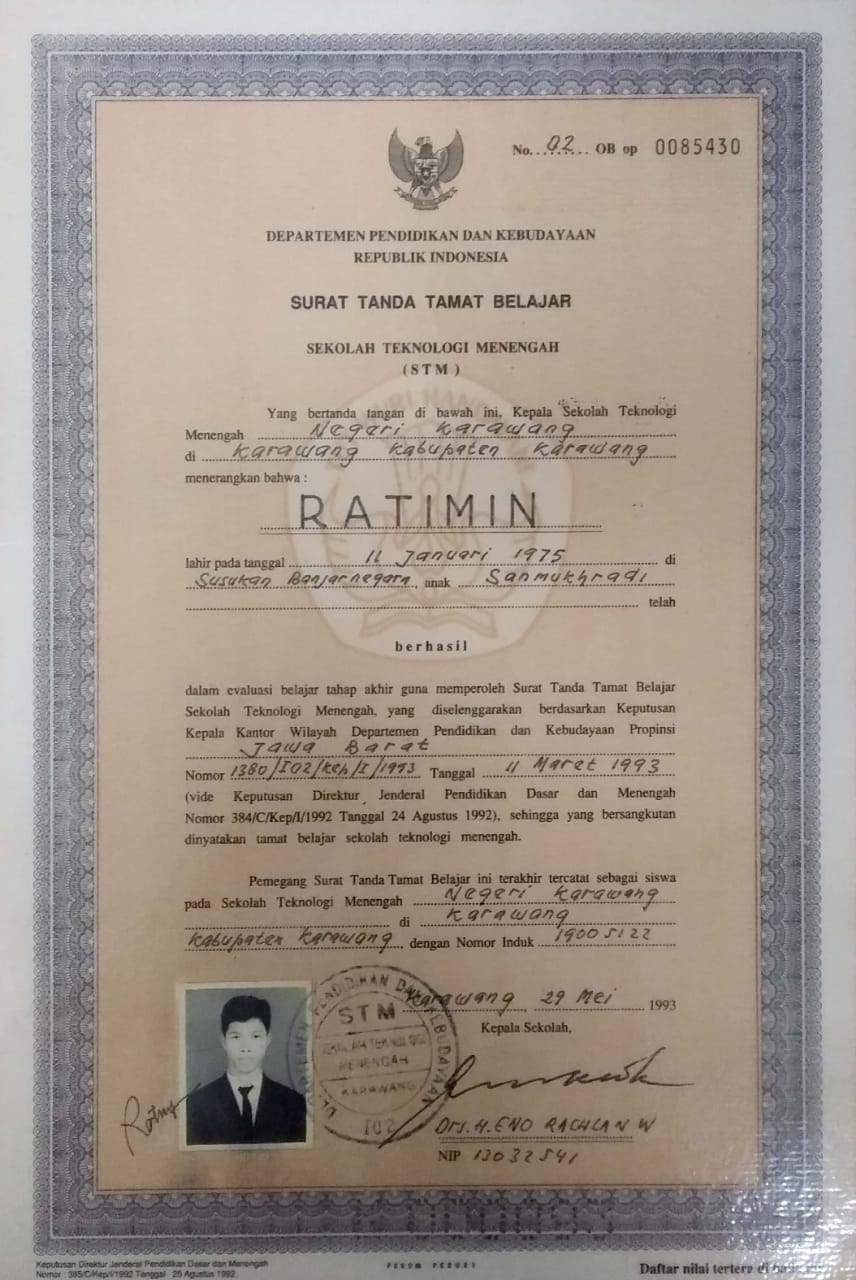 No. 02 OB op 0085430
DEPARTEMEN PENDIDIKAN DAN KEBUDAYAAN
REPUBLIK INDONESIA
SURAT TANDA TAMAT BELAJAR
SEKOLAH TEKNOLOGI MENENGAH
(STM)
Yang bertanda tangan di bawah ini, Kepala Sekolah Teknologi
Menengah Negeri Karawang
di Karawang Kabupaten Karawang
menerangkan bahwa :
RATIMIN
lahir pada tanggal 11 Januari 1975 di
Susukan Banjarnegara, anak Sanmukhradi
telah
berhasil
dalam evaluasi belajar tahap akhir guna memperoleh Surat Tanda Tamat Belajar
Sekolah Teknologi Menengah, yang diselenggarakan berdasarkan Keputusan
Kepala Kantor Wilayah Departemen Pendidikan dan Kebudayaan Propinsi
Jawa Barat
Nomor 1380/I02/Kep/I/1993 Tanggal 11 Maret 1993
(vide Keputusan Direktur Jenderal Pendidikan Dasar dan Menengah
Nomor 384/C/Kep/I/1992 Tanggal 24 Agustus 1992), sehingga yang bersangkutan
dinyatakan tamat belajar sekolah teknologi menengah.
Pemegang Surat Tanda Tamat Belajar ini terakhir tercatat sebagai siswa
pada Sekolah Teknologi Menengah Negeri Karawang
di Karawang
Kabupaten Karawang, dengan Nomor Induk 19005122
Karawang, 29 Mei 1993
Kepala Sekolah,
STM
SEKOLAH TEKNOLOGI
MENENGAH
KARAWANG
I02
Drs. H. ENO RACHLAN W
NIP 13032541
Keputusan Direktur Jenderal Pendidikan Dasar dan Menengah
Nomor : 385/C/Kep/I/1992 Tanggal 25 Agustus 1992
PERUM PERURI
Daftar nilai tertera di